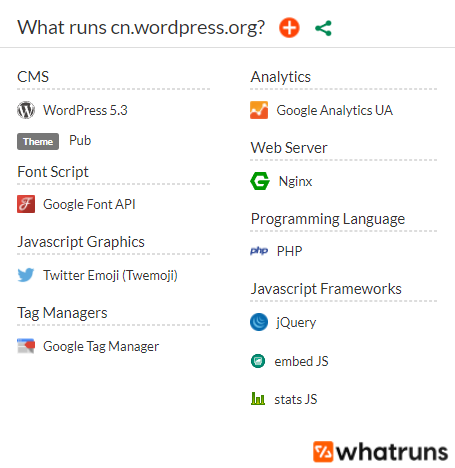 What runs cn.wordpress.org?
CMS
WordPress 5.3
Theme Pub
Font Script
Google Font API
Javascript Graphics
Twitter Emoji (Twemoji)
Tag Managers
Google Tag Manager
Analytics
Google Analytics UA
Web Server
Nginx
Programming Language
php PHP
Javascript Frameworks
jQuery
embed JS
stats JS
whatruns